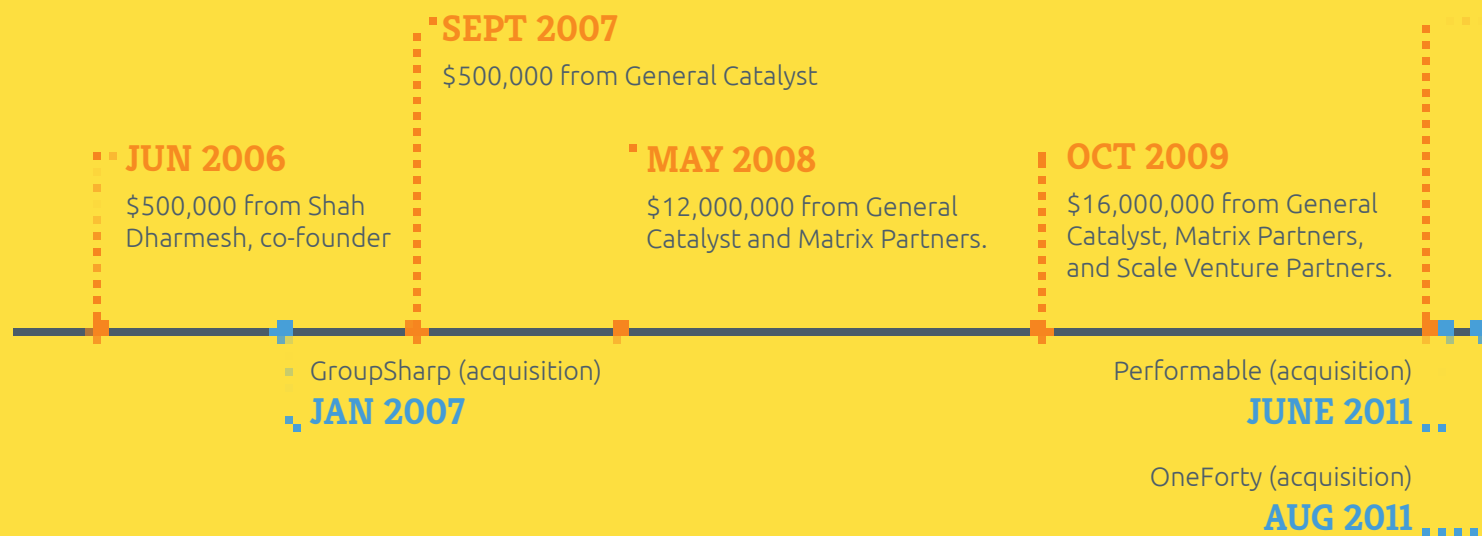 SEPT 2007
$500,000 from General Catalyst
JUN 2006
$500,000 from Shah
Dharmesh, co-founder
MAY 2008
$12,000,000 from General
Catalyst and Matrix Partners.
OCT 2009
$16,000,000 from General
Catalyst, Matrix Partners,
and Scale Venture Partners.
GroupSharp (acquisition)
JAN 2007
Performable (acquisition)
JUNE 2011
OneForty (acquisition)
AUG 2011